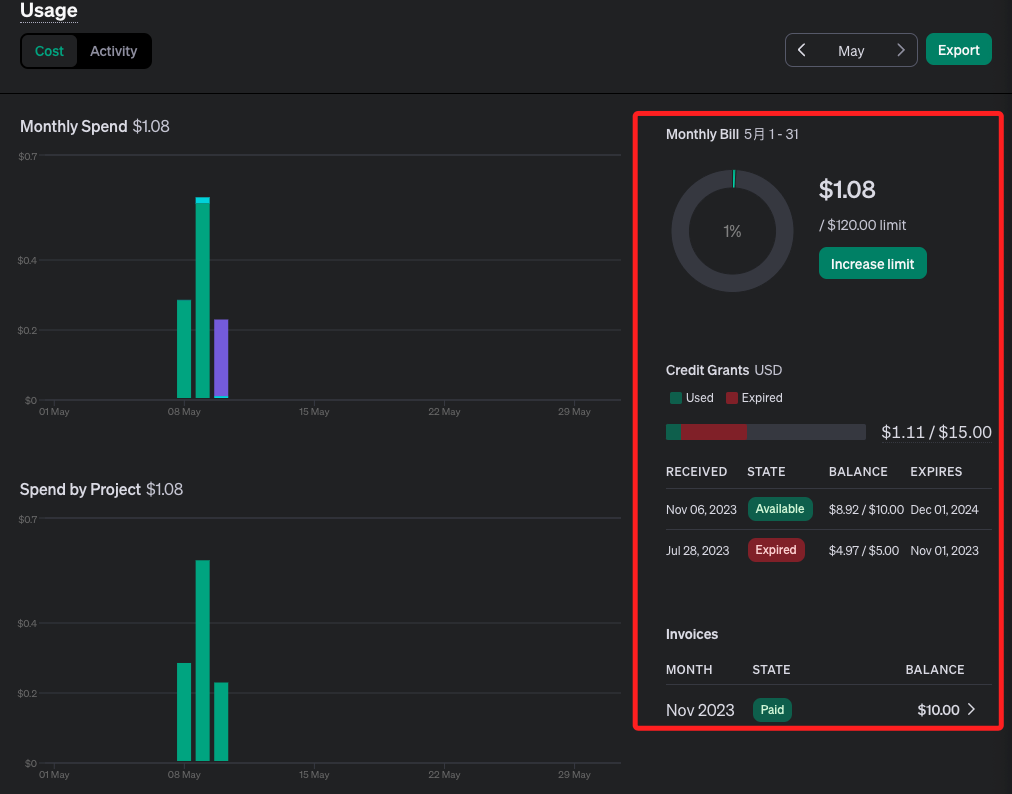 Usage
Cost Activity
May
Export
Monthly Spend $1.08
$0.7
$0.4
$0.2
$0
01 May 08 May 15 May 22 May 29 May
Spend by Project $1.08
$0.7
$0.4
$0.2
$0
01 May 08 May 15 May 22 May 29 May
Monthly Bill 5月 1 - 31
1%
$1.08
/ $120.00 limit
Increase limit
Credit Grants USD
Used Expired
$1.11 / $15.00
RECEIVED STATE BALANCE EXPIRES
Nov 06, 2023 Available $8.92 / $10.00 Dec 01, 2024
Jul 28, 2023 Expired $4.97 / $5.00 Nov 01, 2023
Invoices
MONTH STATE BALANCE
Nov 2023 Paid $10.00